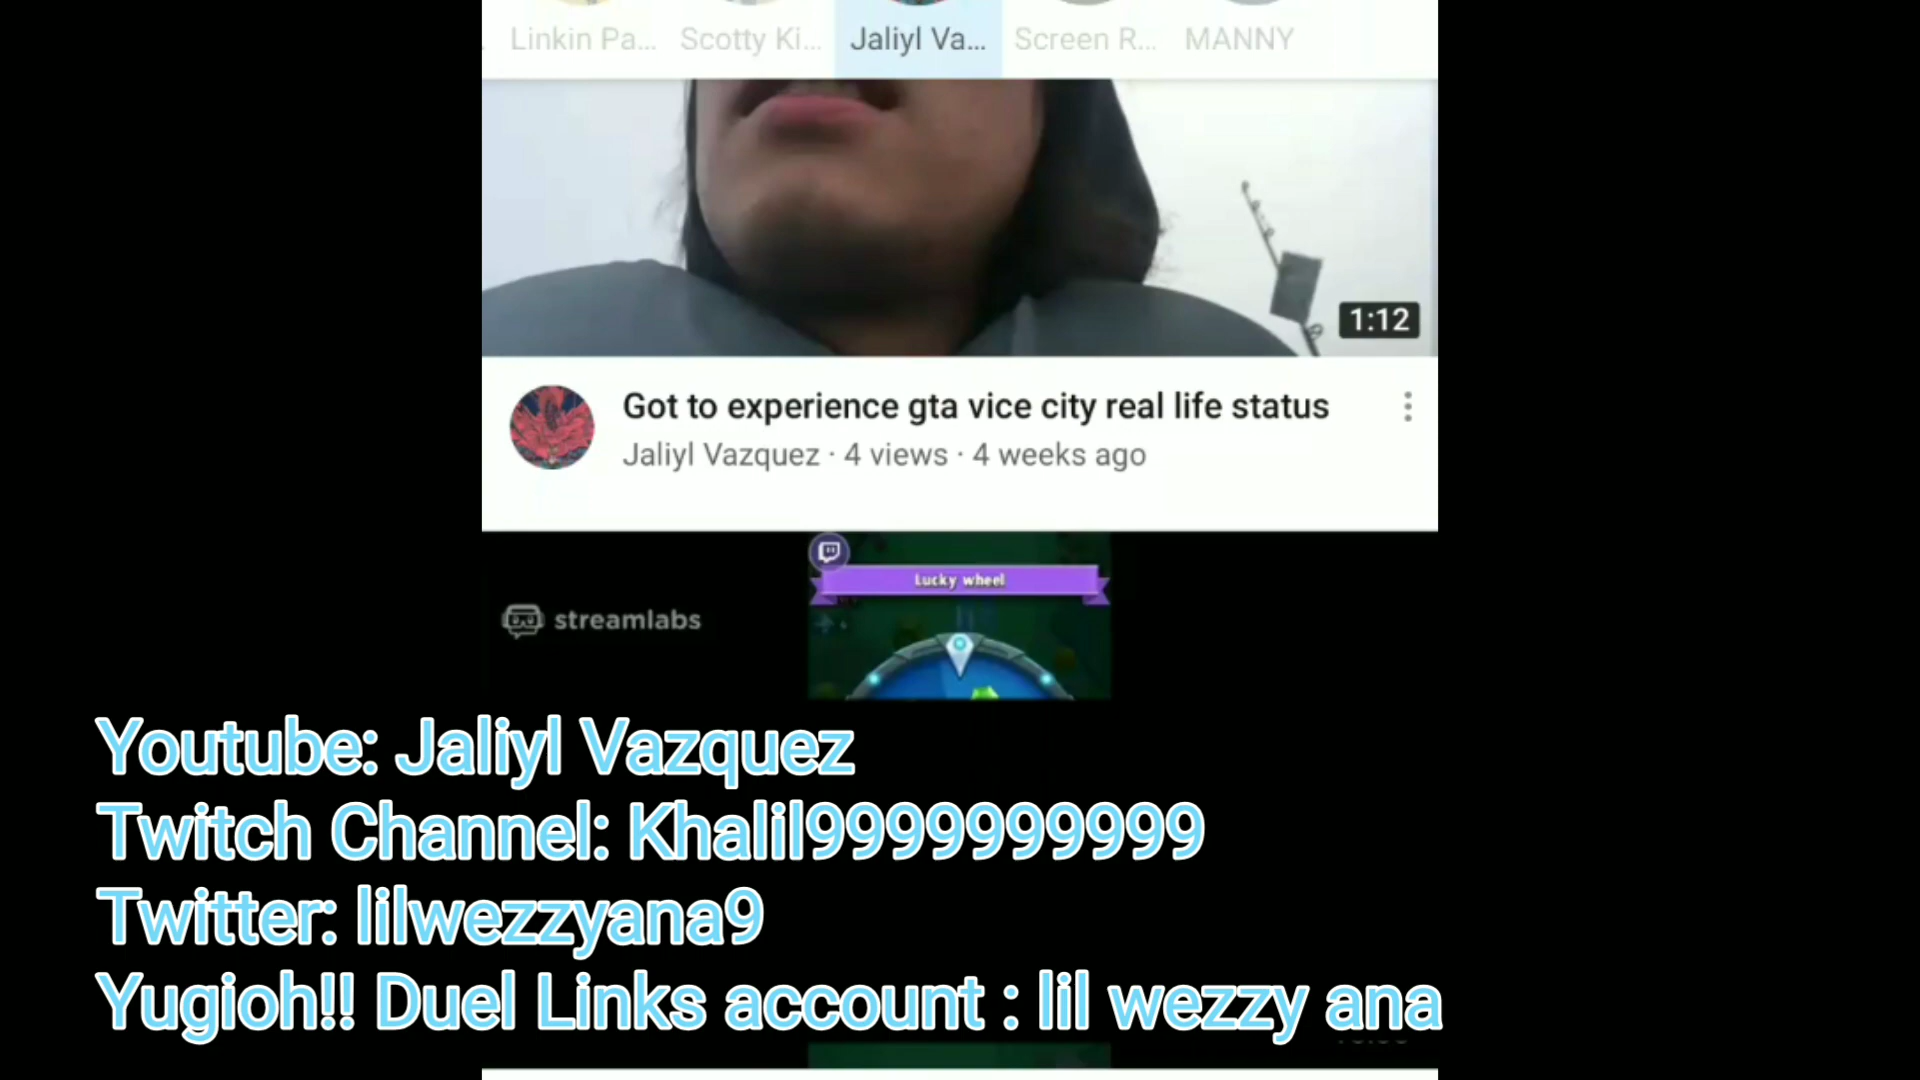 Linkin Pa...
Scotty Ki...
Jaliyl Va...
Screen R...
MANNY
1:12
Got to experience gta vice city real life status
Jaliyl Vazquez · 4 views · 4 weeks ago
Lucky wheel
streamlabs
Youtube: Jaliyl Vazquez
Twitch Channel: Khalil9999999999
Twitter: lilwezzyana9
Yugioh!! Duel Links account : lil wezzy ana